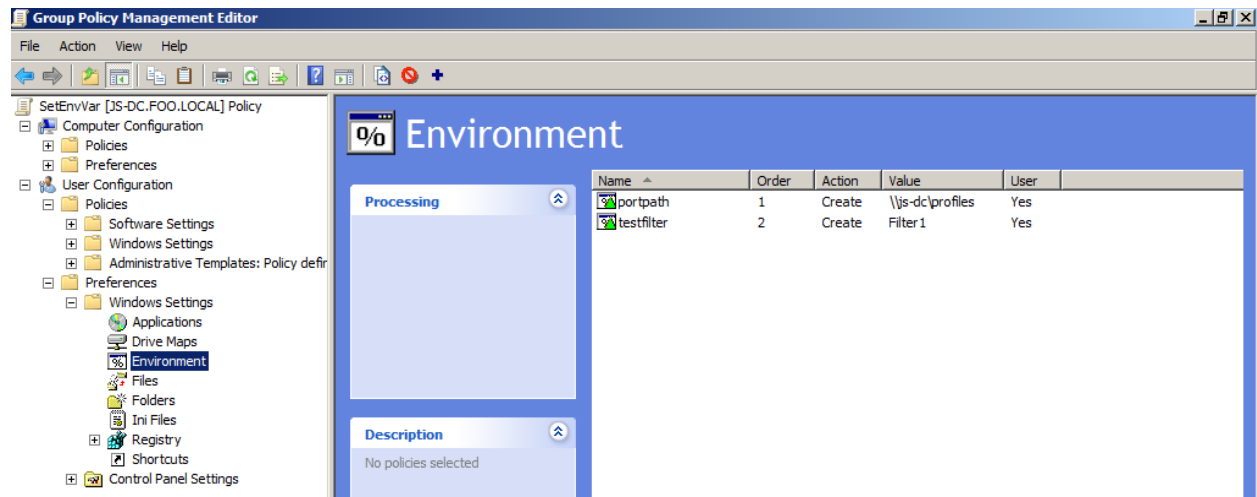 Group Policy Management Editor
File Action View Help
SetEnvVar [JS-DC.FOO.LOCAL] Policy
Computer Configuration
Policies
Preferences
User Configuration
Policies
Software Settings
Windows Settings
Administrative Templates: Policy defir
Preferences
Windows Settings
Applications
Drive Maps
Environment
Files
Folders
Ini Files
Registry
Shortcuts
Control Panel Settings
% Environment
Processing
Description
No policies selected
Name Order Action Value User
portpath 1 Create \\js-dc\profiles Yes
testfilter 2 Create Filter1 Yes